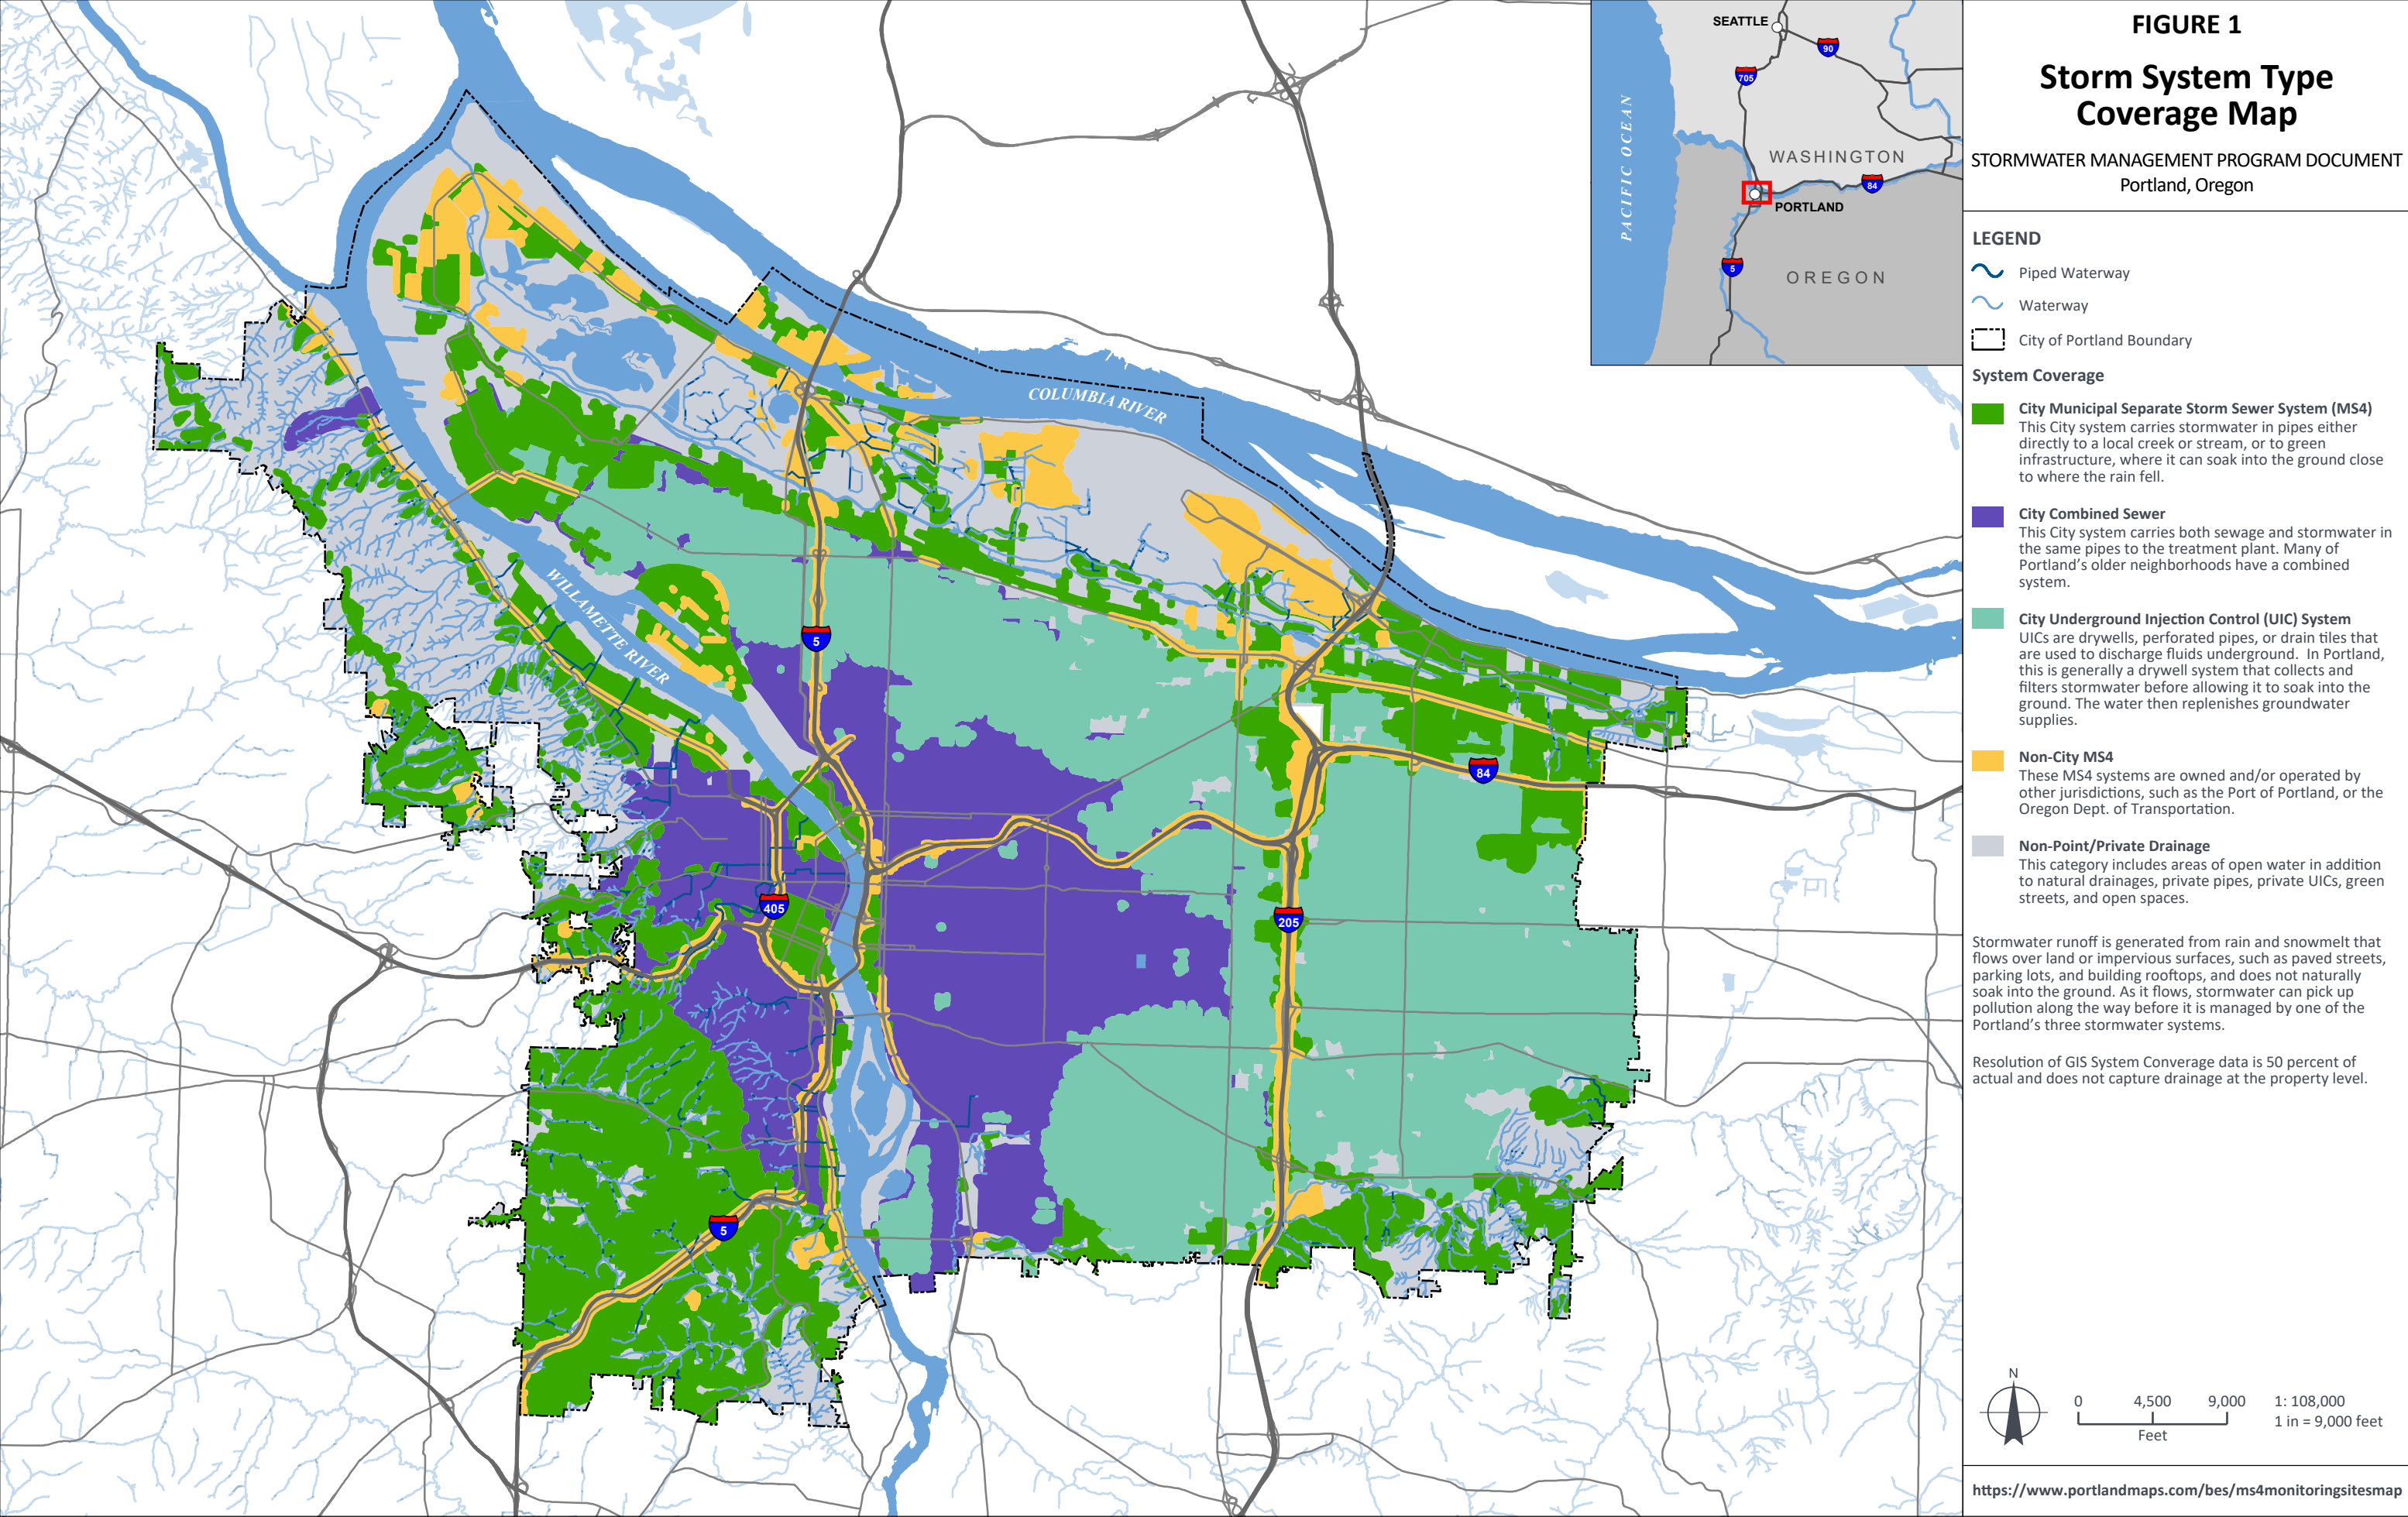 FIGURE 1
Storm System Type
Coverage Map
STORMWATER MANAGEMENT PROGRAM DOCUMENT
Portland, Oregon
LEGEND
Piped Waterway
Waterway
City of Portland Boundary
System Coverage
City Municipal Separate Storm Sewer System (MS4)
This City system carries stormwater in pipes either
directly to a local creek or stream, or to green
infrastructure, where it can soak into the ground close
to where the rain fell.
City Combined Sewer
This City system carries both sewage and stormwater in
the same pipes to the treatment plant. Many of
Portland's older neighborhoods have a combined
system.
City Underground Injection Control (UIC) System
UICs are drywells, perforated pipes, or drain tiles that
are used to discharge fluids underground.  In Portland,
this is generally a drywell system that collects and
filters stormwater before allowing it to soak into the
ground. The water then replenishes groundwater
supplies.
Non-City MS4
These MS4 systems are owned and/or operated by
other jurisdictions, such as the Port of Portland, or the
Oregon Dept. of Transportation.
Non-Point/Private Drainage
This category includes areas of open water in addition
to natural drainages, private pipes, private UICs, green
streets, and open spaces.
Stormwater runoff is generated from rain and snowmelt that
flows over land or impervious surfaces, such as paved streets,
parking lots, and building rooftops, and does not naturally
soak into the ground. As it flows, stormwater can pick up
pollution along the way before it is managed by one of the
Portland's three stormwater systems.
Resolution of GIS System Converage data is 50 percent of
actual and does not capture drainage at the property level.
N
0 4,500 9,000
Feet
1: 108,000
1 in = 9,000 feet
https://www.portlandmaps.com/bes/ms4monitoringsitesmap
SEATTLE
90
705
PACIFIC OCEAN
WASHINGTON
84
PORTLAND
5
OREGON
COLUMBIA RIVER
WILLAMETTE RIVER
5
84
405
205
5